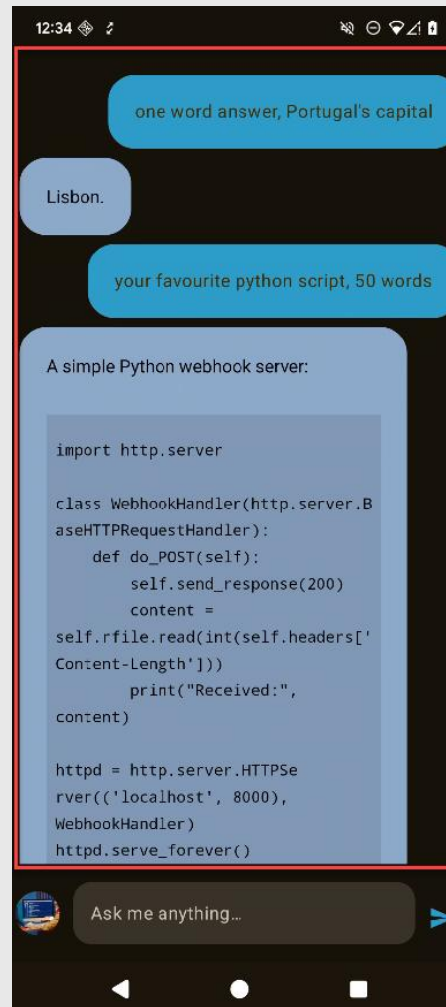 12:34
one word answer, Portugal's capital
Lisbon.
your favourite python script, 50 words
A simple Python webhook server:
import http.server
class WebhookHandler(http.server.B
aseHTTPRequestHandler):
    def do_POST(self):
        self.send_response(200)
        content =
self.rfile.read(int(self.headers['
Content-Length']))
        print("Received:",
content)
httpd = http.server.HTTPSe
rver(('localhost', 8000),
WebhookHandler)
httpd.serve_forever()
Ask me anything…